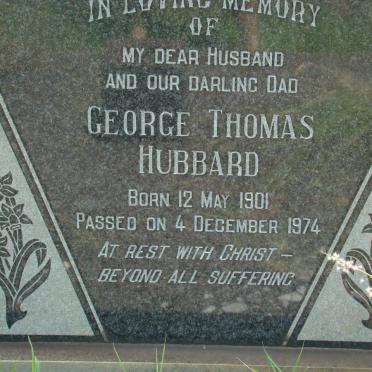 IN LOVING MEMORY
OF
MY DEAR HUSBAND
AND OUR DARLING DAD
GEORGE THOMAS
HUBBARD
BORN 12 MAY 1901
PASSED ON 4 DECEMBER 1974
AT REST WITH CHRIST –
BEYOND ALL SUFFERING